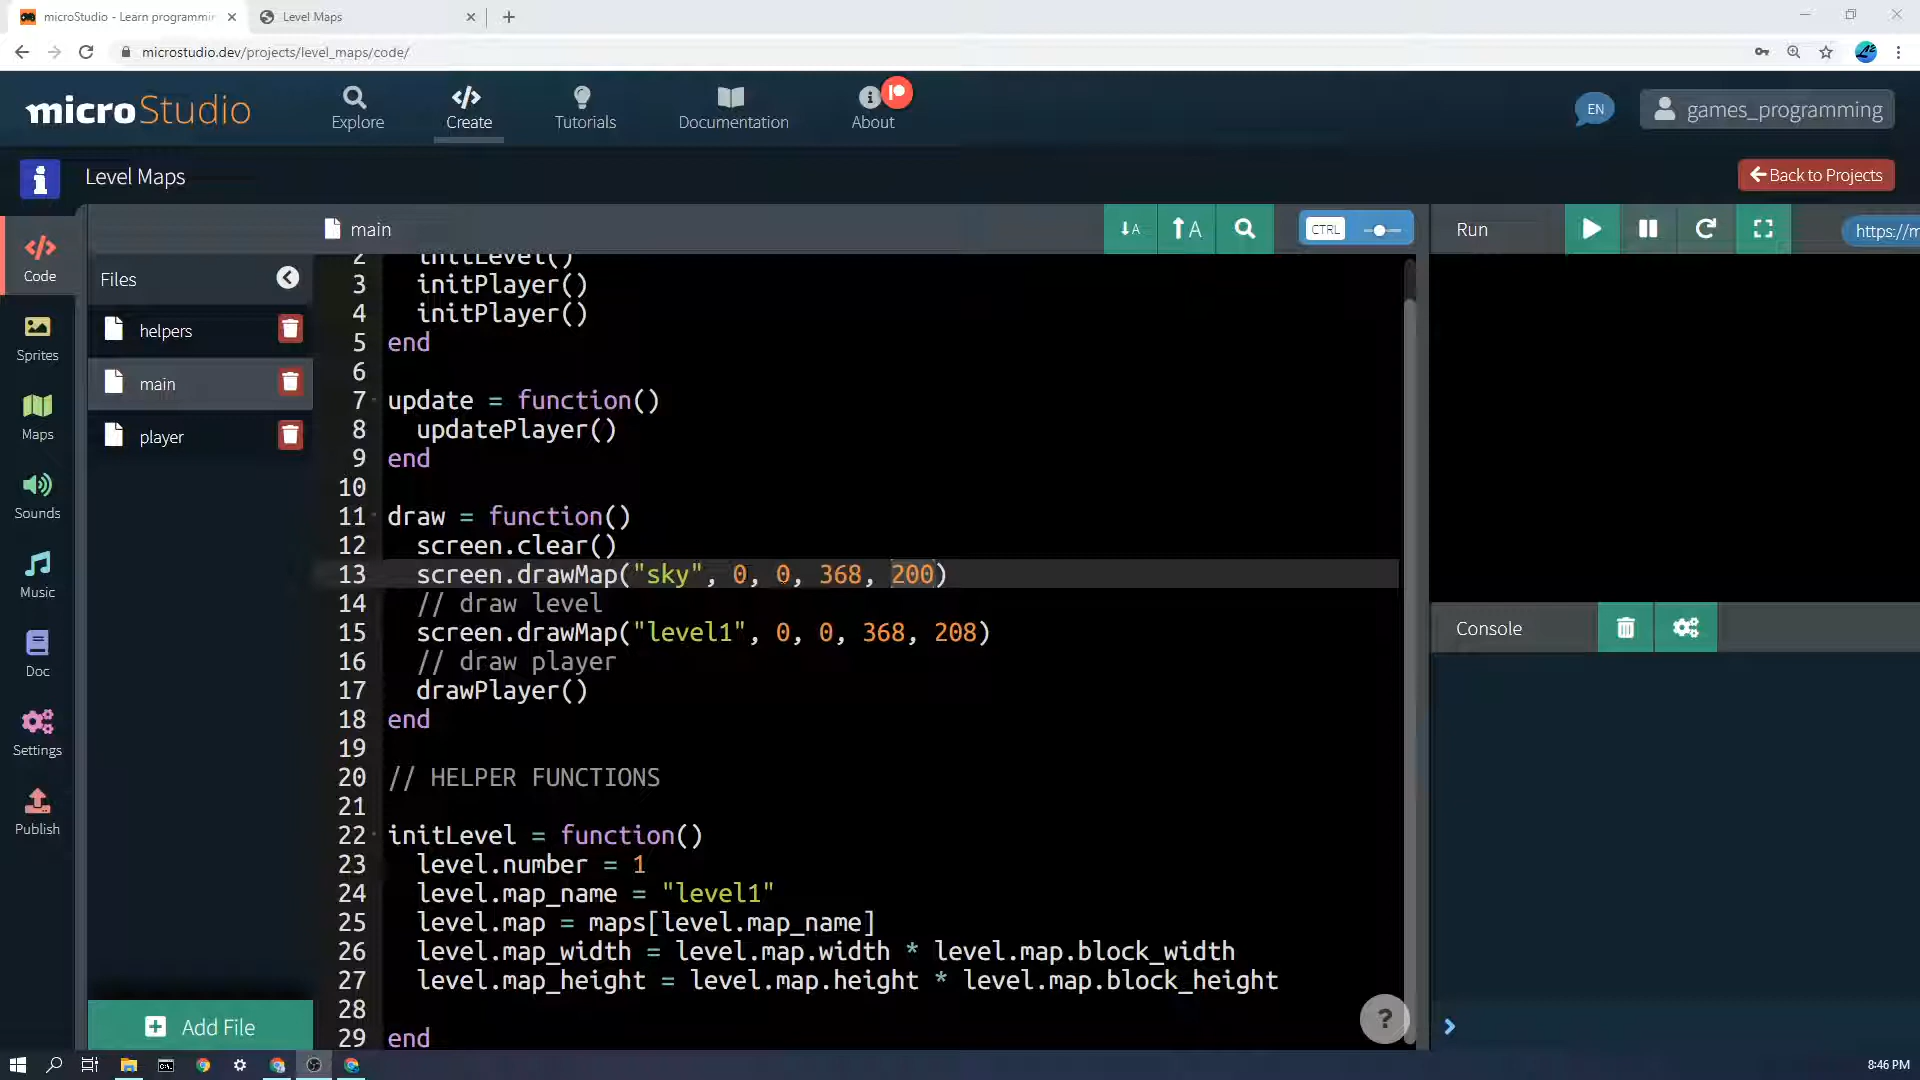 microStudio - Learn programmin
Level Maps
microstudio.dev/projects/level_maps/code/
microStudio
Explore
Create
Tutorials
Documentation
About
EN
games_programming
Level Maps
Back to Projects
main
A
A
CTRL
Run
https://m
Code
Sprites
Maps
Sounds
Music
Doc
Settings
Publish
Files
helpers
main
player
Add File
2 initLevel()
3 initPlayer()
4 initPlayer()
5 end
6
7 update = function()
8 updatePlayer()
9 end
10
11 draw = function()
12 screen.clear()
13 screen.drawMap("sky", 0, 0, 368, 200)
14 // draw level
15 screen.drawMap("level1", 0, 0, 368, 208)
16 // draw player
17 drawPlayer()
18 end
19
20 // HELPER FUNCTIONS
21
22 initLevel = function()
23 level.number = 1
24 level.map_name = "level1"
25 level.map = maps[level.map_name]
26 level.map_width = level.map.width * level.map.block_width
27 level.map_height = level.map.height * level.map.block_height
28
29 end
?
Console
8:46 PM